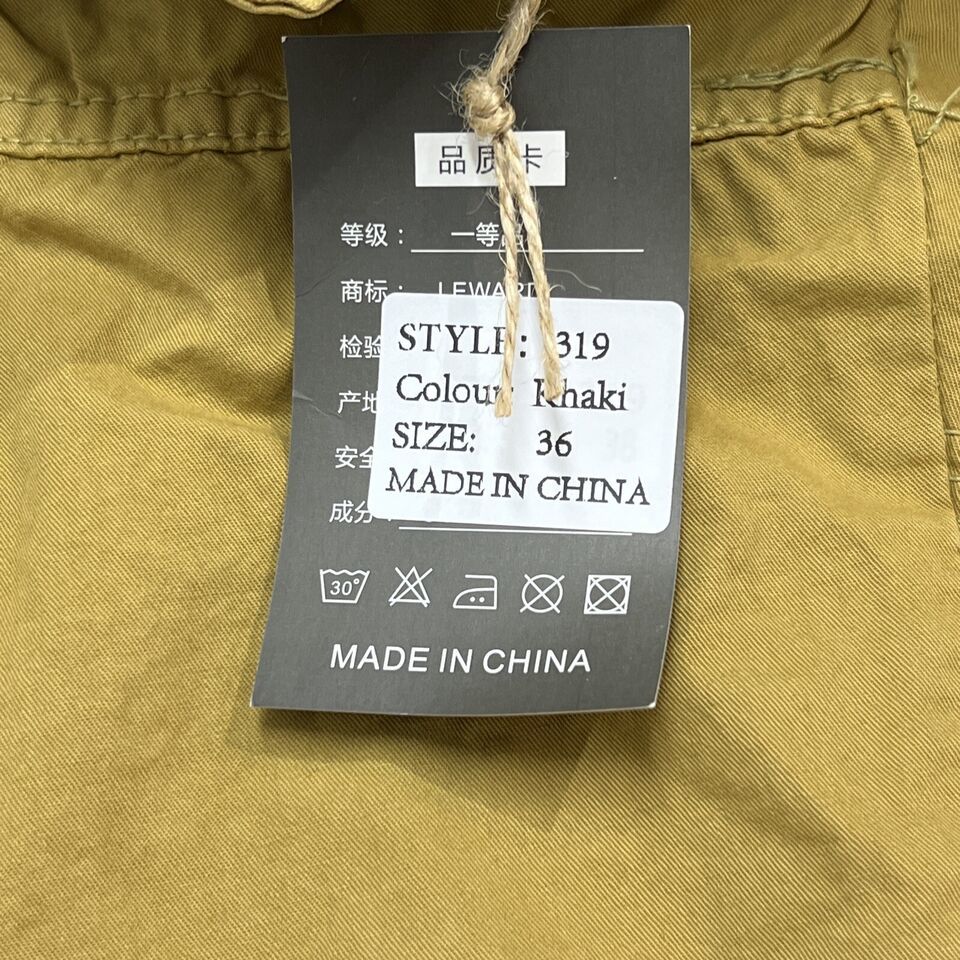 品质卡
等级： 一等品
商标： LEWARD
检验
产地
安全
成分：
STYLE: 319
Colour: Khaki
SIZE: 36
MADE IN CHINA
30°
MADE IN CHINA